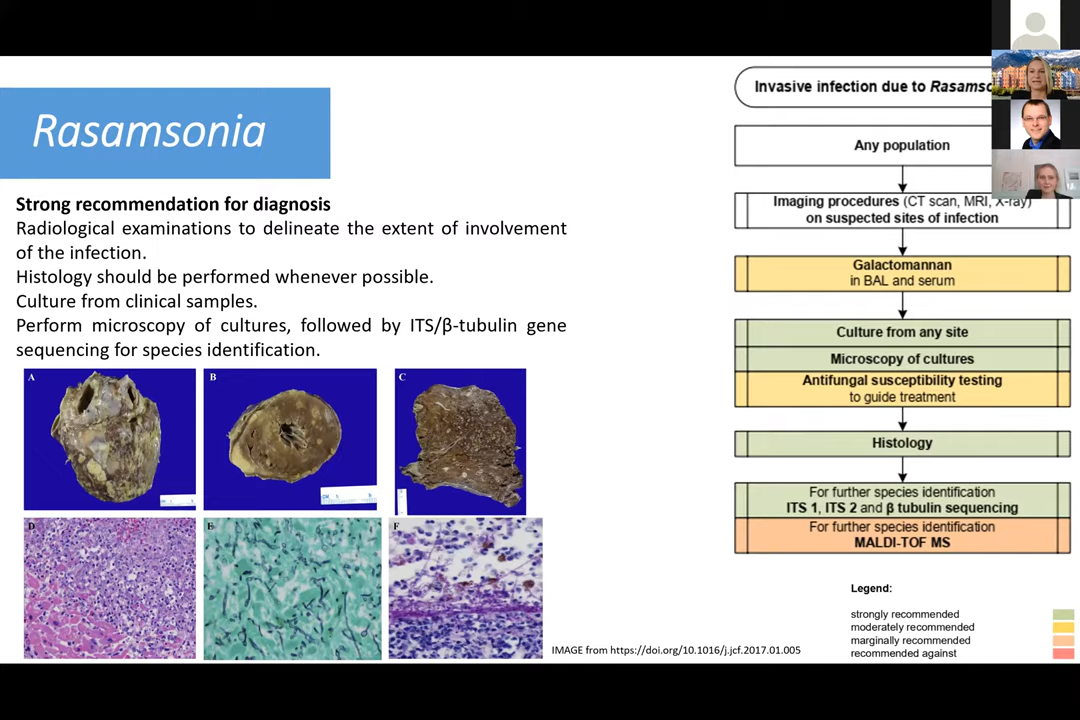 Rasamsonia
Strong recommendation for diagnosis
Radiological examinations to delineate the extent of involvement
of the infection.
Histology should be performed whenever possible.
Culture from clinical samples.
Perform microscopy of cultures, followed by ITS/β-tubulin gene
sequencing for species identification.
A
B
C
D
E
F
IMAGE from https://doi.org/10.1016/j.jcf.2017.01.005
Invasive infection due to
Any population
Imaging procedures (CT scan, MRI, X-ray)
on suspected sites of infection
Galactomannan
in BAL and serum
Culture from any site
Microscopy of cultures
Antifungal susceptibility testing
to guide treatment
Histology
For further species identification
ITS 1, ITS 2 and β tubulin sequencing
For further species identification
MALDI-TOF MS
Legend:
strongly recommended
moderately recommended
marginally recommended
recommended against